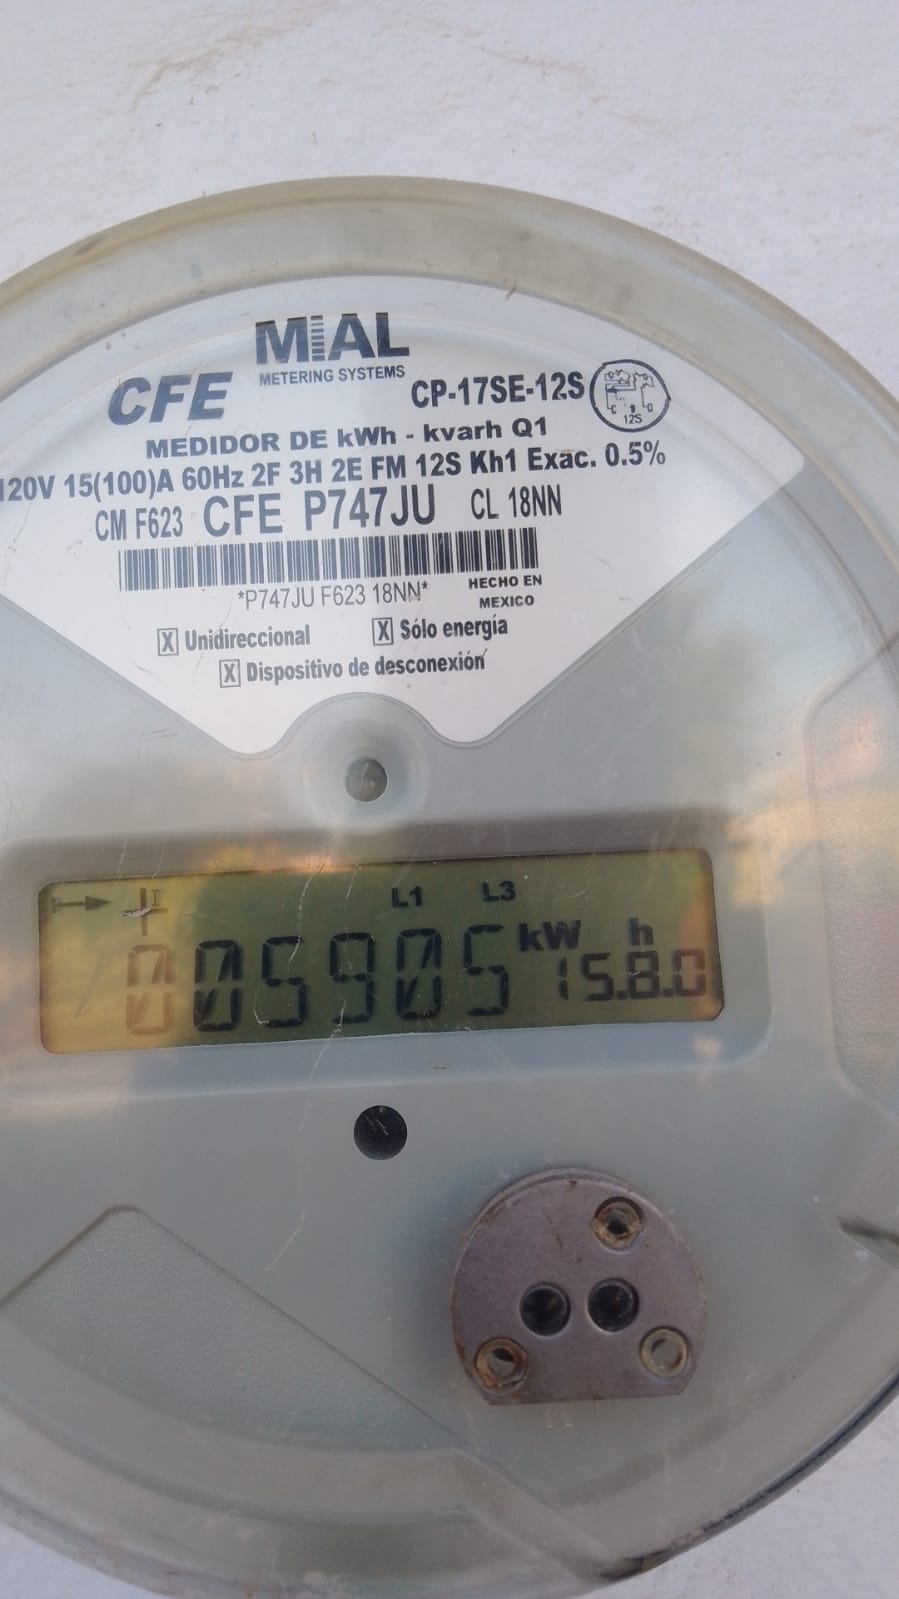 MIAL
METERING SYSTEMS
CFE
CP-17SE-12S
12S
MEDIDOR DE kWh - kvarh Q1
120V 15(100)A 60Hz 2F 3H 2E FM 12S Kh1 Exac. 0.5%
CM F623 CFE P747JU CL 18NN
*P747JU F623 18NN*
HECHO EN
MEXICO
X Unidireccional X Sólo energía
X Dispositivo de desconexión
L1 L3
005905 kWh 15.8.0